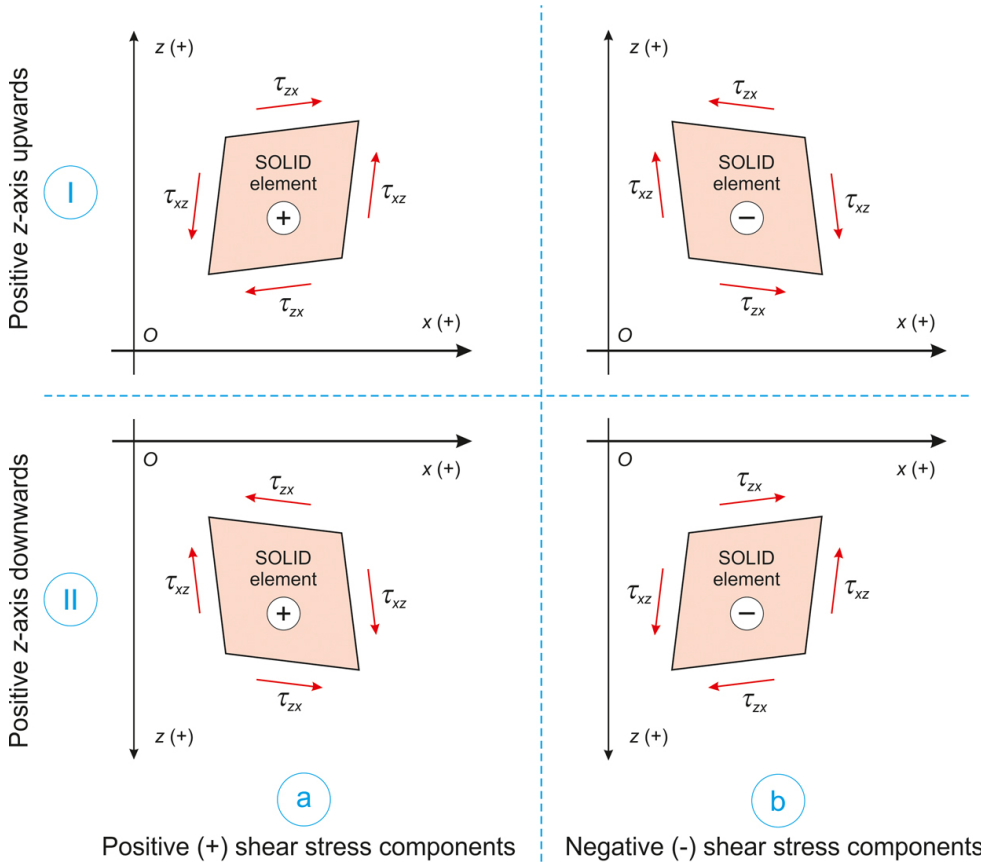 Positive z-axis upwards
I
z (+)
τzx
τxz
SOLID
element
+
τxz
τzx
O
x (+)
z (+)
τzx
τxz
SOLID
element
−
τxz
τzx
O
x (+)
Positive z-axis downwards
II
O
x (+)
τzx
τxz
SOLID
element
+
τxz
τzx
z (+)
O
x (+)
τzx
τxz
SOLID
element
−
τxz
τzx
z (+)
a
Positive (+) shear stress components
b
Negative (-) shear stress components